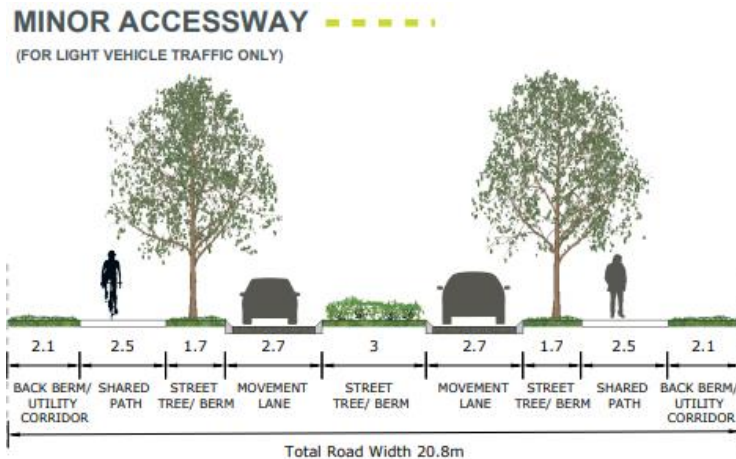 MINOR ACCESSWAY
(FOR LIGHT VEHICLE TRAFFIC ONLY)
2.1 2.5 1.7 2.7 3 2.7 1.7 2.5 2.1
BACK BERM/ SHARED STREET MOVEMENT STREET MOVEMENT STREET SHARED BACK BERM/
UTILITY PATH TREE/ BERM LANE TREE/ BERM LANE TREE/ BERM PATH UTILITY
CORRIDOR CORRIDOR
Total Road Width 20.8m